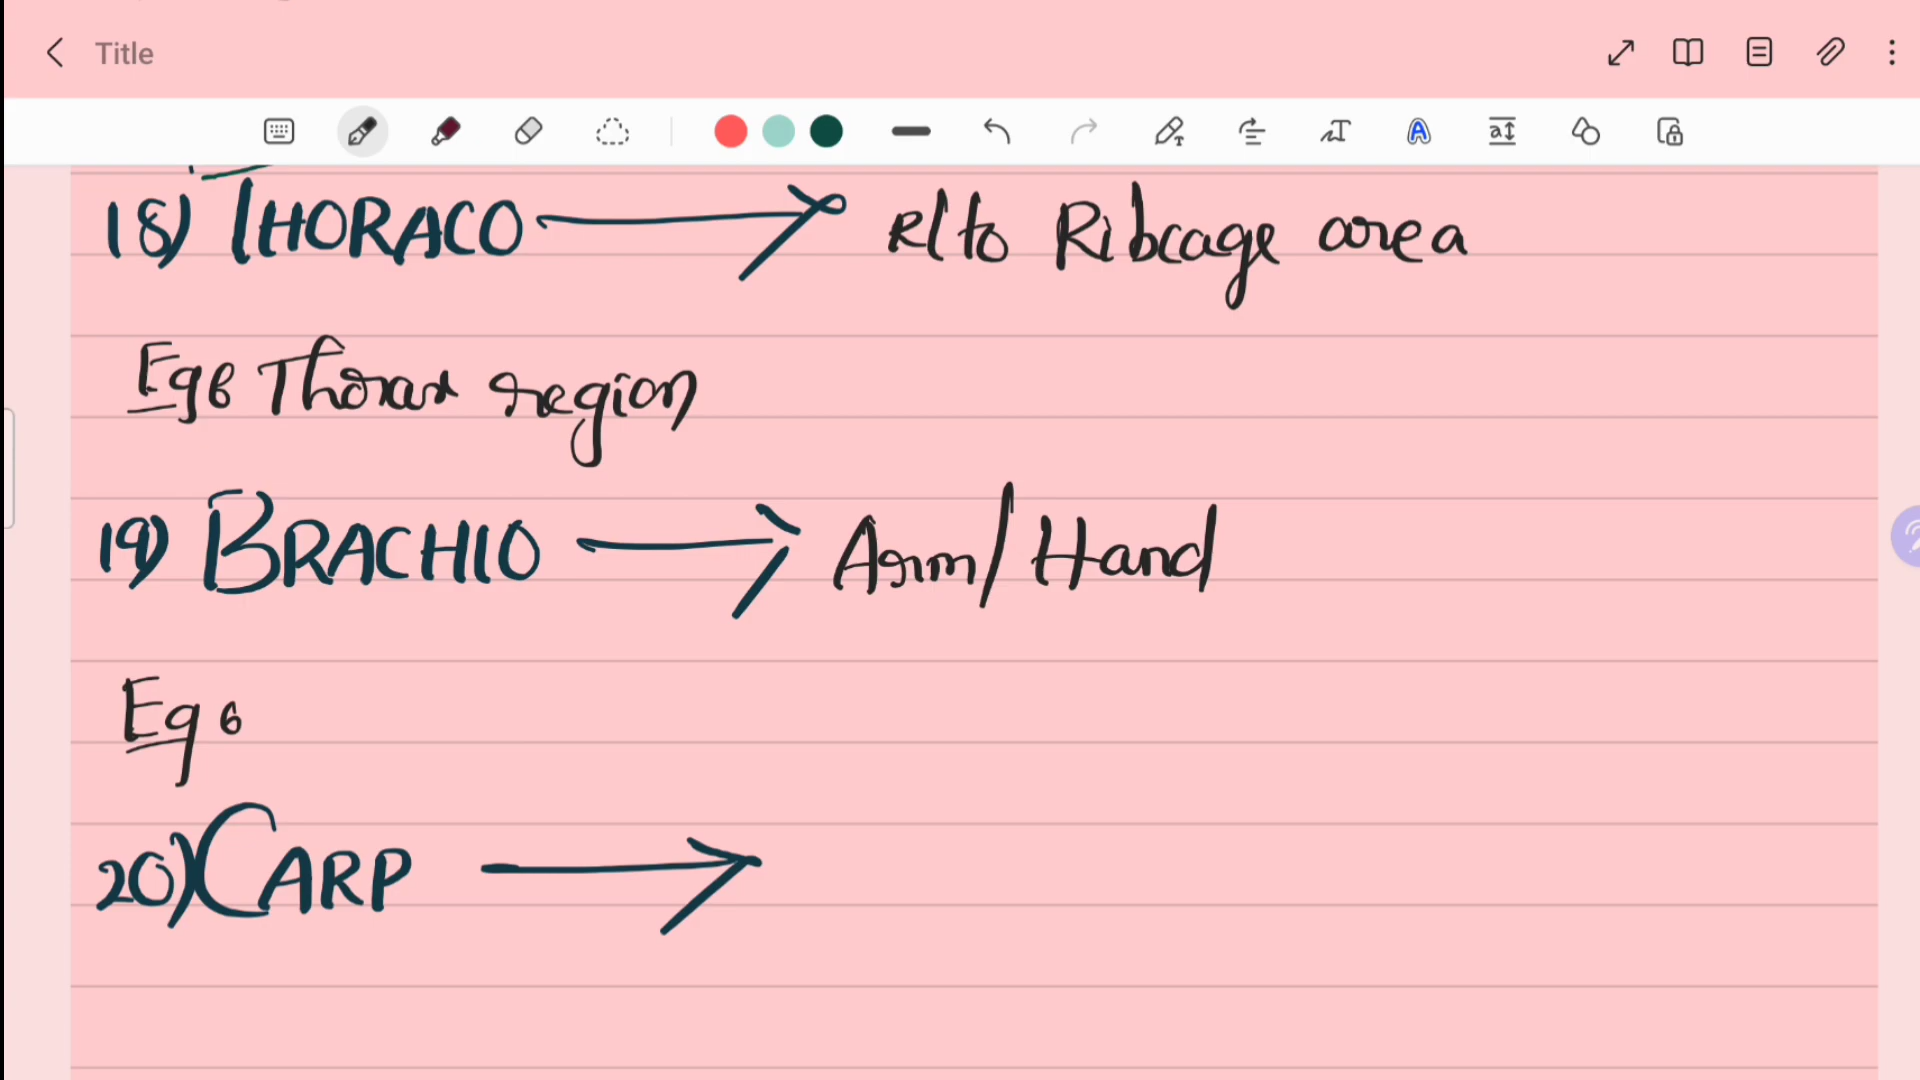 Title
18) THORACO → Rl to Ribcage area
Eg: Thorax region
19) BRACHIO → Arm/Hand
Eg:
20) CARP →